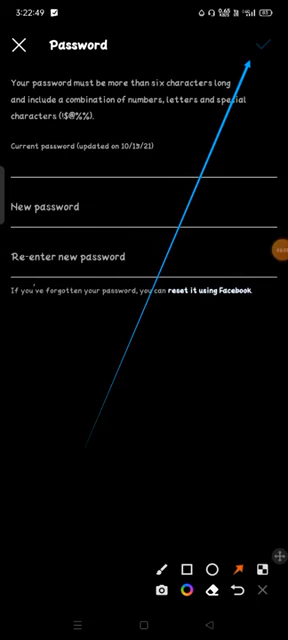 3:22:49
Password
Your password must be more than six characters long
and include a combination of numbers, letters and special
characters (!$@%%).
Current password (updated on 10/13/21)
New password
Re-enter new password
If you've forgotten your password, you can reset it using Facebook